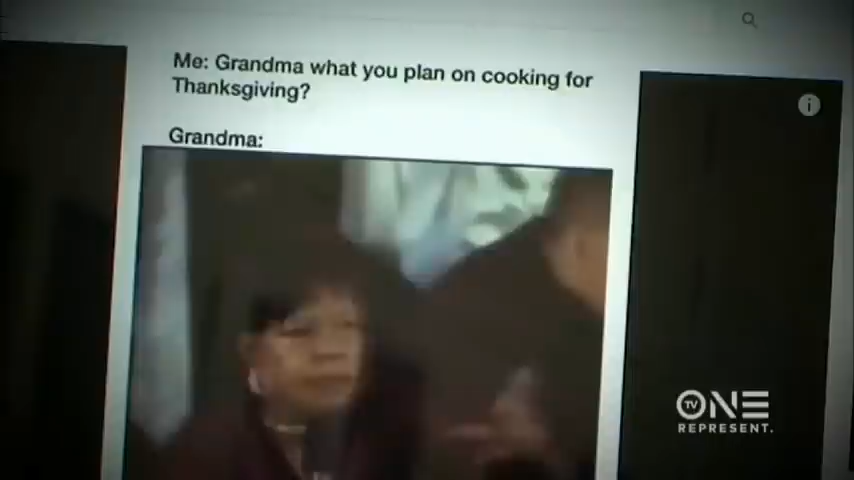 Me: Grandma what you plan on cooking for
Thanksgiving?
Grandma:
TV ONE
REPRESENT.